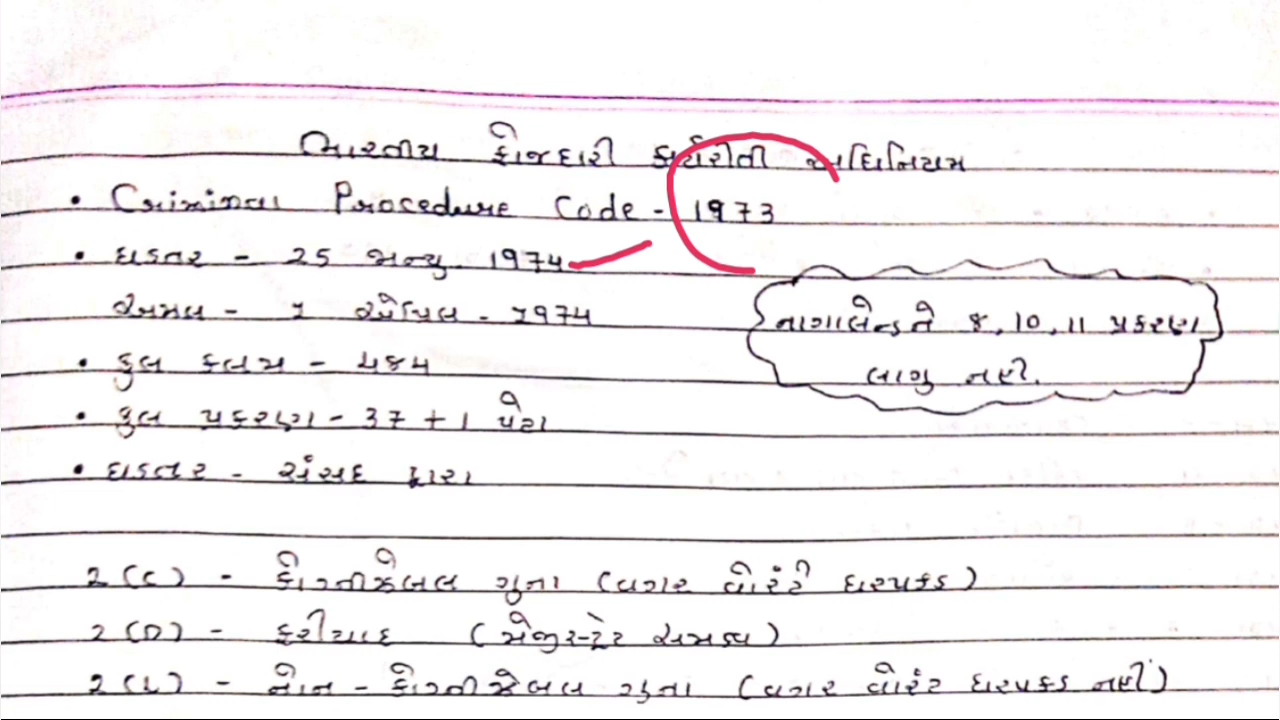 ભારતીય ફોજદારી કાર્યરીતી અધિનિયમ
• Criminal Procedure Code - 1973
• ઘડતર - 25 જાન્યુ. 1974
અમલ - 1 એપ્રિલ - 1974
નાગાલેન્ડને 8, 10, 11 પ્રકરણ
લાગુ નહી.
• કુલ કલમ - 484
• કુલ પ્રકરણ - 37 + 1 પેટા
• ઘડતર - સંસદ દ્વારા
2 (C) - કોગ્નીઝેબલ ગુના (વગર વોરંટે ધરપકડ)
2 (D) - ફરીયાદ (મેજીસ્ટ્રેટ સમક્ષ)
2 (L) - નોન - કોગ્નીઝેબલ ગુના (વગર વોરંટ ધરપકડ નહીં)